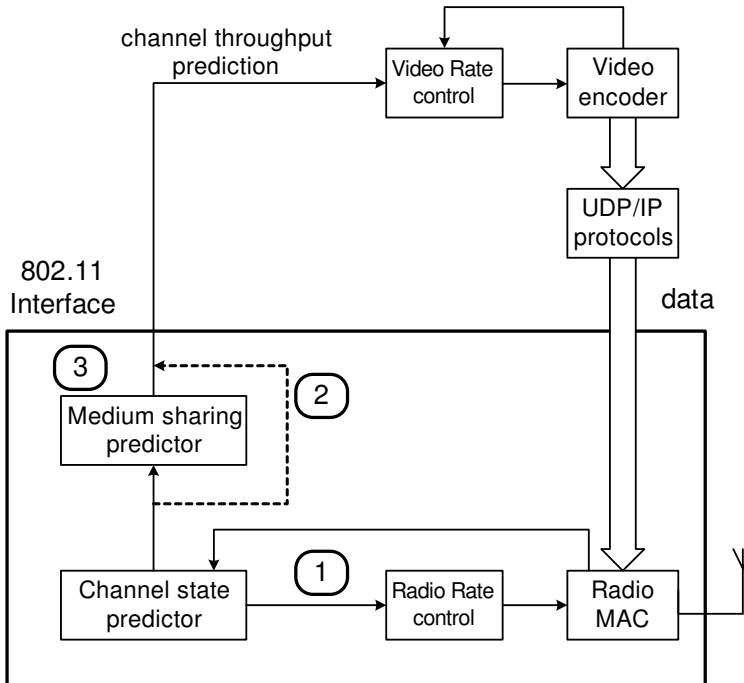 channel throughput
prediction
Video Rate
control
Video
encoder
UDP/IP
protocols
802.11
Interface
data
3
2
Medium sharing
predictor
1
Channel state
predictor
Radio Rate
control
Radio
MAC